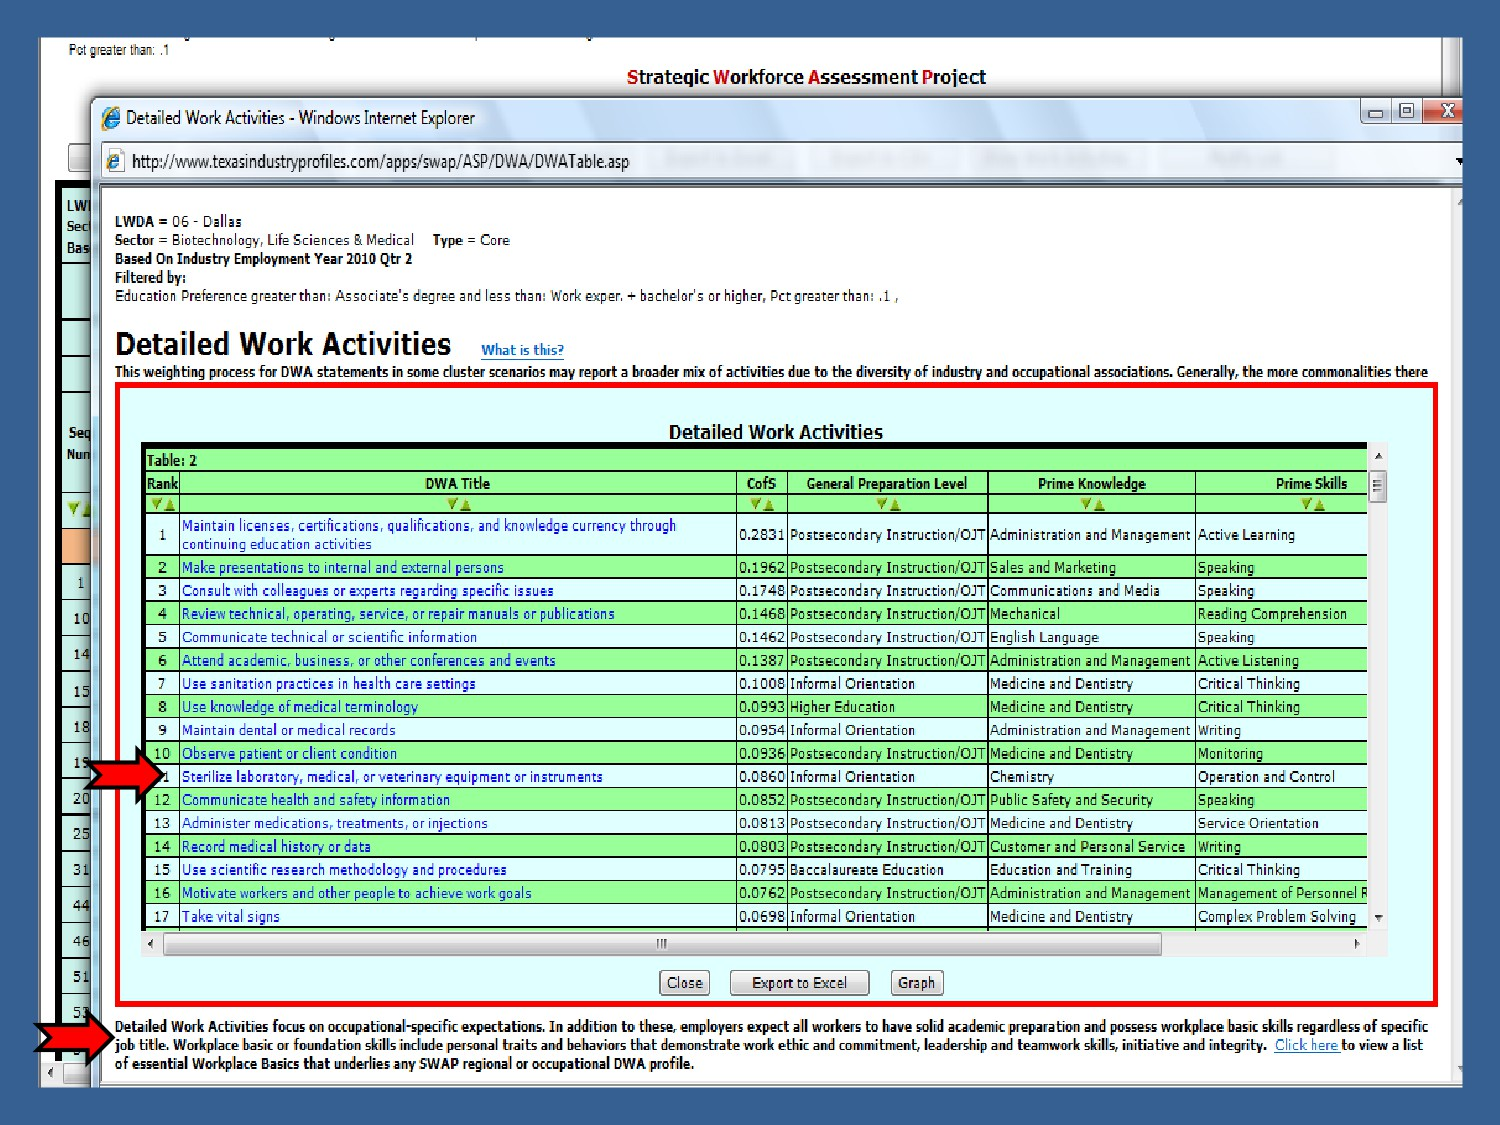 Pct greater than: .1
Strategic Workforce Assessment Project
Detailed Work Activities - Windows Internet Explorer
http://www.texasindustryprofiles.com/apps/swap/ASP/DWA/DWATable.asp
LWDA = 06 - Dallas
Sector = Biotechnology, Life Sciences & Medical Type = Core
Based On Industry Employment Year 2010 Qtr 2
Filtered by:
Education Preference greater than: Associate's degree and less than: Work exper. + bachelor's or higher, Pct greater than: .1 ,
Detailed Work Activities What is this?
This weighting process for DWA statements in some cluster scenarios may report a broader mix of activities due to the diversity of industry and occupational associations. Generally, the more commonalities there
Detailed Work Activities
Table: 2
Rank DWA Title CofS General Preparation Level Prime Knowledge Prime Skills
1 Maintain licenses, certifications, qualifications, and knowledge currency through
continuing education activities 0.2831 Postsecondary Instruction/OJT Administration and Management Active Learning
2 Make presentations to internal and external persons 0.1962 Postsecondary Instruction/OJT Sales and Marketing Speaking
3 Consult with colleagues or experts regarding specific issues 0.1748 Postsecondary Instruction/OJT Communications and Media Speaking
4 Review technical, operating, service, or repair manuals or publications 0.1468 Postsecondary Instruction/OJT Mechanical Reading Comprehension
5 Communicate technical or scientific information 0.1462 Postsecondary Instruction/OJT English Language Speaking
6 Attend academic, business, or other conferences and events 0.1387 Postsecondary Instruction/OJT Administration and Management Active Listening
7 Use sanitation practices in health care settings 0.1008 Informal Orientation Medicine and Dentistry Critical Thinking
8 Use knowledge of medical terminology 0.0993 Higher Education Medicine and Dentistry Critical Thinking
9 Maintain dental or medical records 0.0954 Informal Orientation Administration and Management Writing
10 Observe patient or client condition 0.0936 Postsecondary Instruction/OJT Medicine and Dentistry Monitoring
1 Sterilize laboratory, medical, or veterinary equipment or instruments 0.0860 Informal Orientation Chemistry Operation and Control
12 Communicate health and safety information 0.0852 Postsecondary Instruction/OJT Public Safety and Security Speaking
13 Administer medications, treatments, or injections 0.0813 Postsecondary Instruction/OJT Medicine and Dentistry Service Orientation
14 Record medical history or data 0.0803 Postsecondary Instruction/OJT Customer and Personal Service Writing
15 Use scientific research methodology and procedures 0.0795 Baccalaureate Education Education and Training Critical Thinking
16 Motivate workers and other people to achieve work goals 0.0762 Postsecondary Instruction/OJT Administration and Management Management of Personnel R
17 Take vital signs 0.0698 Informal Orientation Medicine and Dentistry Complex Problem Solving
Close Export to Excel Graph
Detailed Work Activities focus on occupational-specific expectations. In addition to these, employers expect all workers to have solid academic preparation and possess workplace basic skills regardless of specific
job title. Workplace basic or foundation skills include personal traits and behaviors that demonstrate work ethic and commitment, leadership and teamwork skills, initiative and integrity. Click here to view a list
of essential Workplace Basics that underlies any SWAP regional or occupational DWA profile.
LW
Sec
Bas
Seq
Num
1
10
14
15
18
19
20
25
31
44
46
51
53